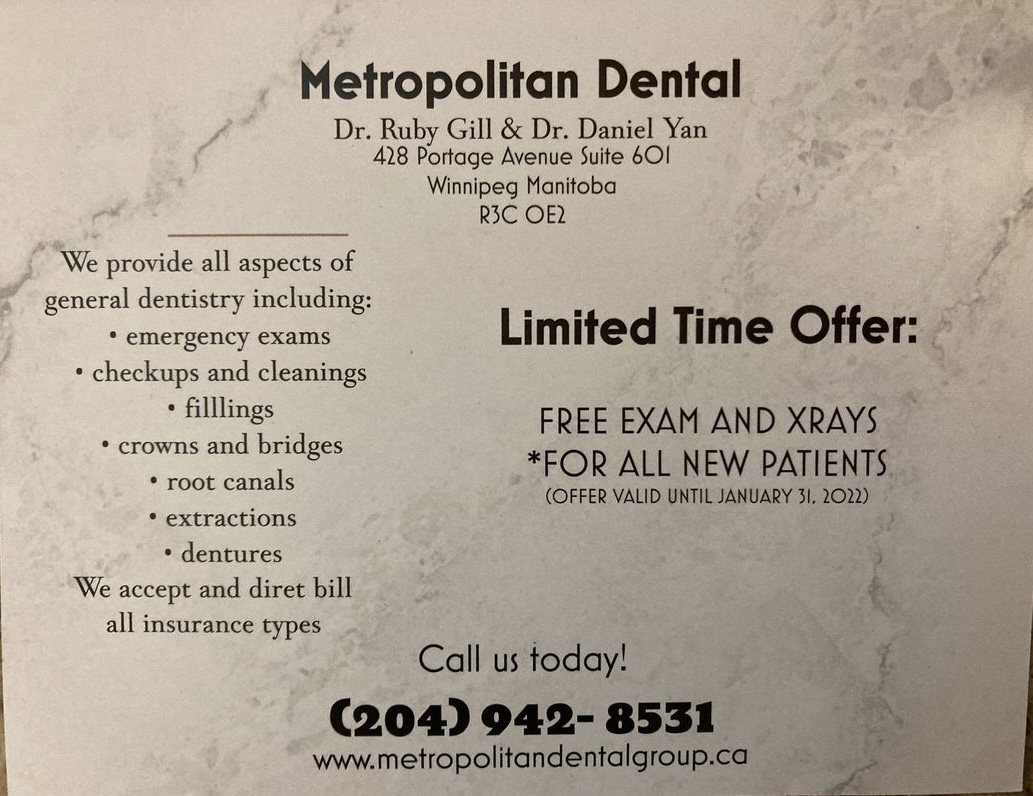 Metropolitan Dental
Dr. Ruby Gill & Dr. Daniel Yan
428 Portage Avenue Suite 601
Winnipeg Manitoba
R3C OE2
We provide all aspects of
general dentistry including:
• emergency exams
• checkups and cleanings
• filllings
• crowns and bridges
• root canals
• extractions
• dentures
We accept and diret bill
all insurance types
Limited Time Offer:
FREE EXAM AND XRAYS
*FOR ALL NEW PATIENTS
(OFFER VALID UNTIL JANUARY 31, 2022)
Call us today!
(204) 942- 8531
www.metropolitandentalgroup.ca